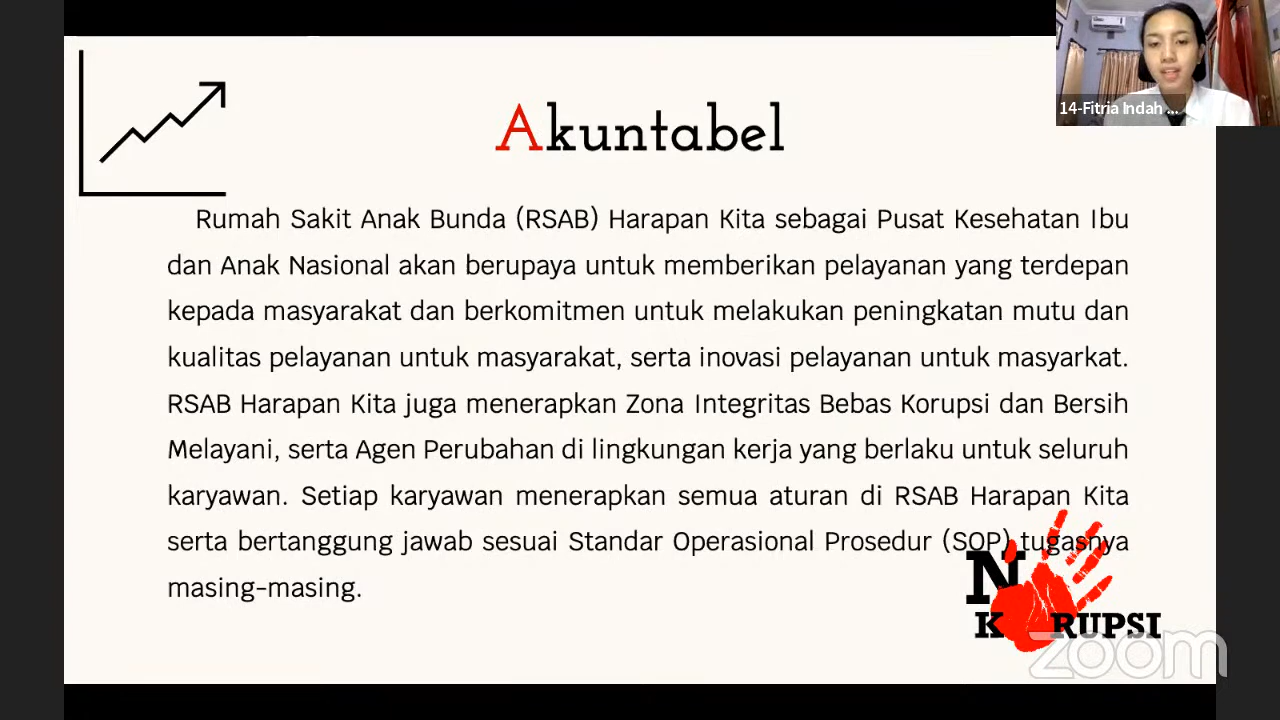 14-Fitria Indah ...
Akuntabel
Rumah Sakit Anak Bunda (RSAB) Harapan Kita sebagai Pusat Kesehatan Ibu
dan Anak Nasional akan berupaya untuk memberikan pelayanan yang terdepan
kepada masyarakat dan berkomitmen untuk melakukan peningkatan mutu dan
kualitas pelayanan untuk masyarakat, serta inovasi pelayanan untuk masyarkat.
RSAB Harapan Kita juga menerapkan Zona Integritas Bebas Korupsi dan Bersih
Melayani, serta Agen Perubahan di lingkungan kerja yang berlaku untuk seluruh
karyawan. Setiap karyawan menerapkan semua aturan di RSAB Harapan Kita
serta bertanggung jawab sesuai Standar Operasional Prosedur (SOP) tugasnya
masing-masing.
N
K RUPSI
zoom